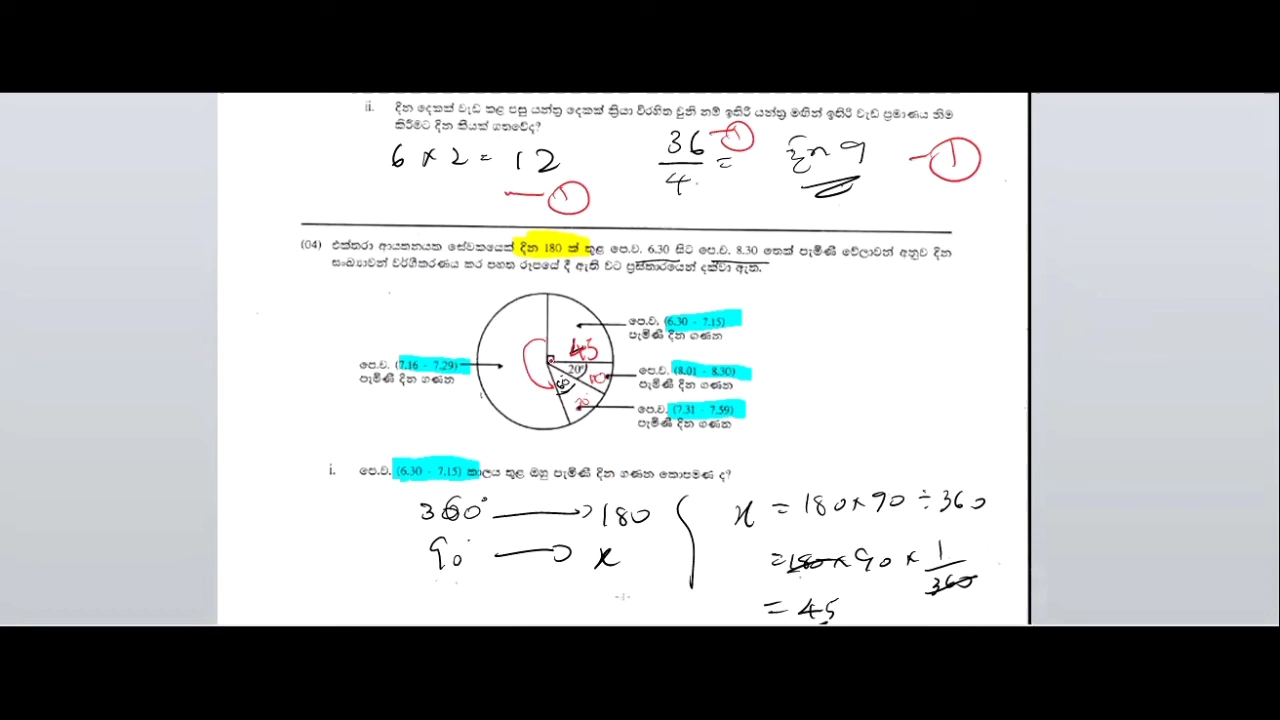 ii. දින දෙකක් වැඩ කළ පසු යන්ත්‍ර දෙකක් ක්‍රියා විරහිත වුනි නම් ඉතිරි යන්ත්‍ර මඟින් ඉතිරි වැඩ ප්‍රමාණය නිම
කිරීමට දින කීයක් ගතවේද?
6 × 2 = 12
36/4 = දින 9
(04) එක්තරා ආයතනයක සේවකයෙක් දින 180 ක් තුළ පෙ.ව. 6.30 සිට පෙ.ව. 8.30 තෙක් පැමිණි වේලාවන් අනුව දින
සංඛ්‍යාවන් වර්ගීකරණය කර පහත රූපයේ දී ඇති වට ප්‍රස්තාරයෙන් දක්වා ඇත.
පෙ.ව. (6.30 - 7.15)
පැමිණි දින ගණන
45
පෙ.ව. (7.16 - 7.29)
පැමිණි දින ගණන
20°
10
පෙ.ව. (8.01 - 8.30)
පැමිණි දින ගණන
පෙ.ව. (7.31 - 7.59)
පැමිණි දින ගණන
i. පෙ.ව. (6.30 - 7.15) කාලය තුළ ඔහු පැමිණි දින ගණන කොපමණ ද?
360° → 180
90° → x
x = 180 × 90 ÷ 360
= 180 × 90 × 1/360
= 45